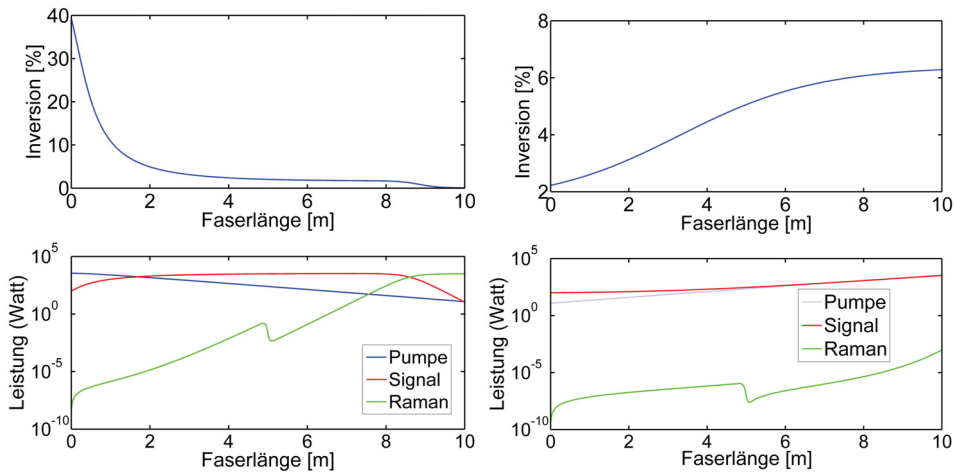 Inversion [%]
40
30
20
10
0
0 2 4 6 8 10
Faserlänge [m]
Inversion [%]
8
6
4
2
0 2 4 6 8 10
Faserlänge [m]
Leistung (Watt)
10^5
10^0
10^-5
10^-10
Pumpe
Signal
Raman
0 2 4 6 8 10
Faserlänge [m]
Leistung (Watt)
10^5
10^0
10^-5
10^-10
Pumpe
Signal
Raman
0 2 4 6 8 10
Faserlänge [m]